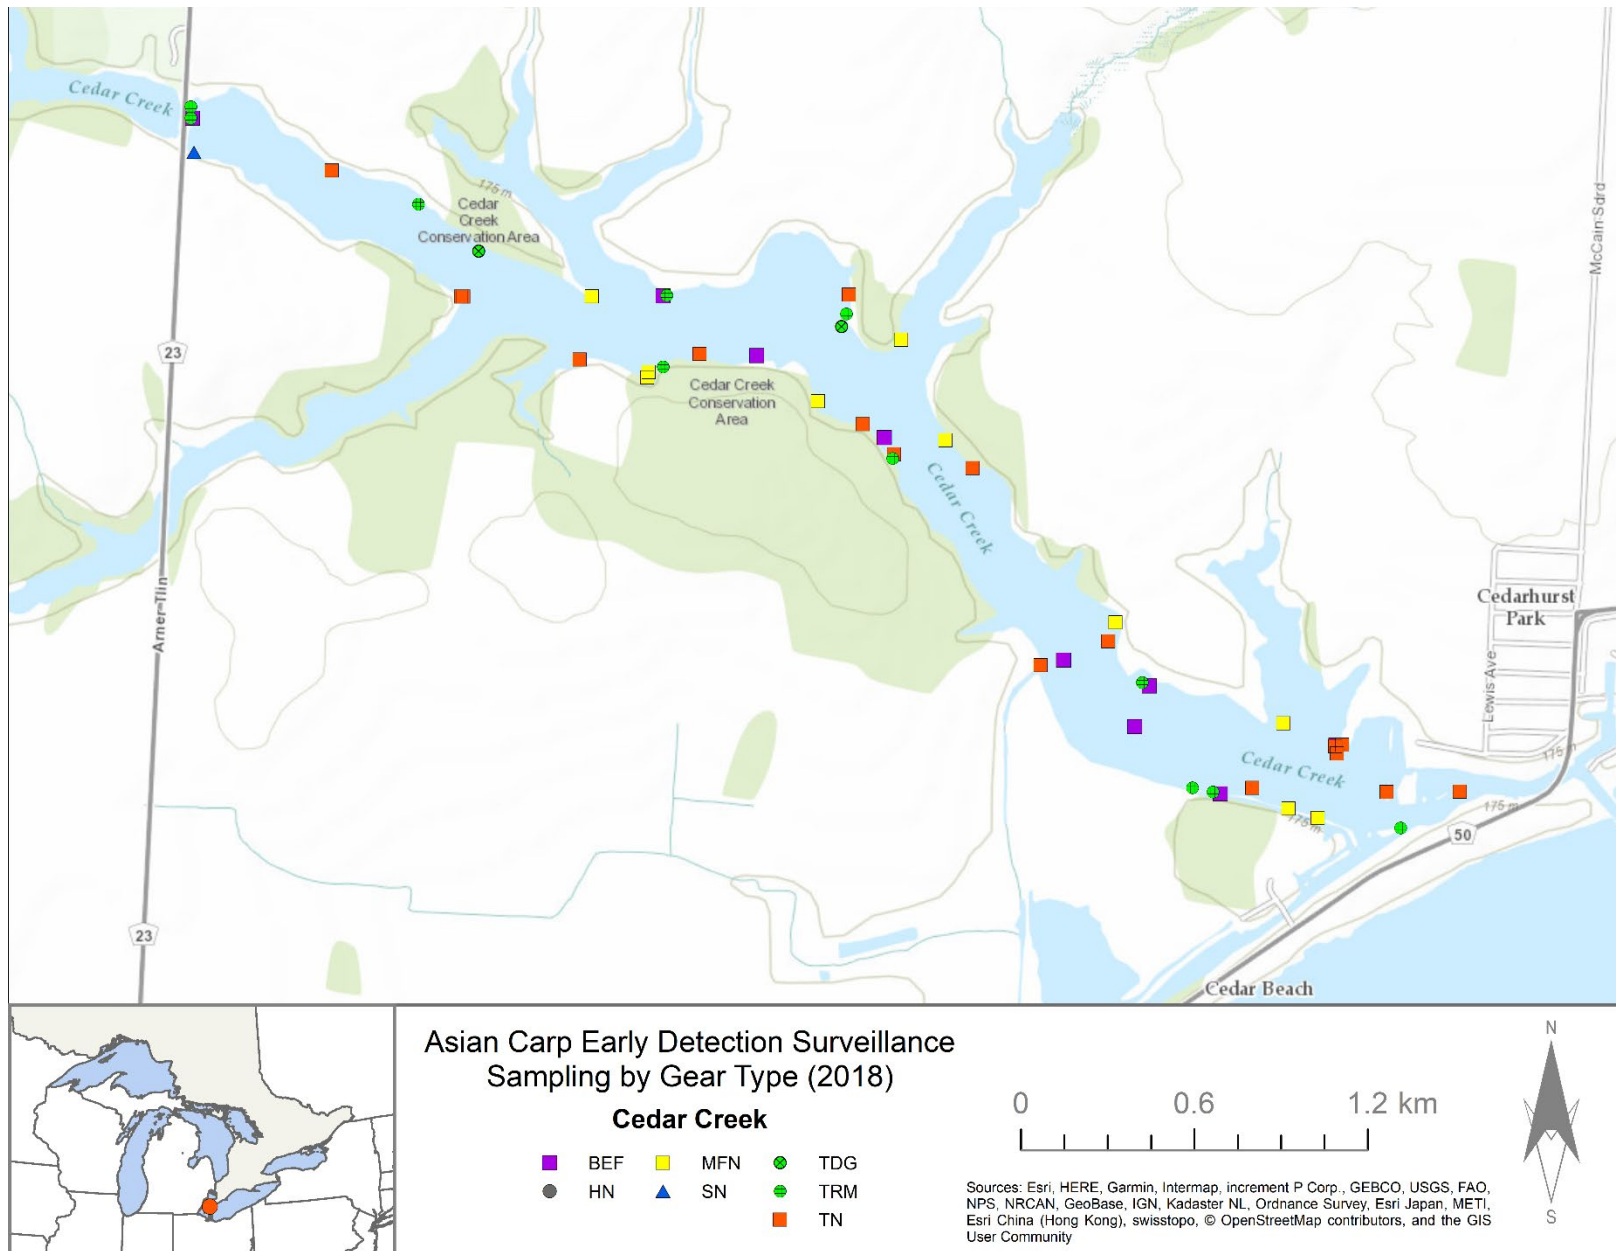 Cedar Creek
175 m
Cedar
Creek
Conservation Area
McCain Sdrd
23
Cedar Creek
Conservation
Area
Cedar Creek
Arner Tlin
Cedarhurst
Park
Lewis Ave
175 m
Cedar Creek
175 m
175 m
50
23
Cedar Beach
Asian Carp Early Detection Surveillance
Sampling by Gear Type (2018)
Cedar Creek
BEF MFN TDG
HN SN TRM
TN
0 0.6 1.2 km
N
S
Sources: Esri, HERE, Garmin, Intermap, increment P Corp., GEBCO, USGS, FAO,
NPS, NRCAN, GeoBase, IGN, Kadaster NL, Ordnance Survey, Esri Japan, METI,
Esri China (Hong Kong), swisstopo, © OpenStreetMap contributors, and the GIS
User Community